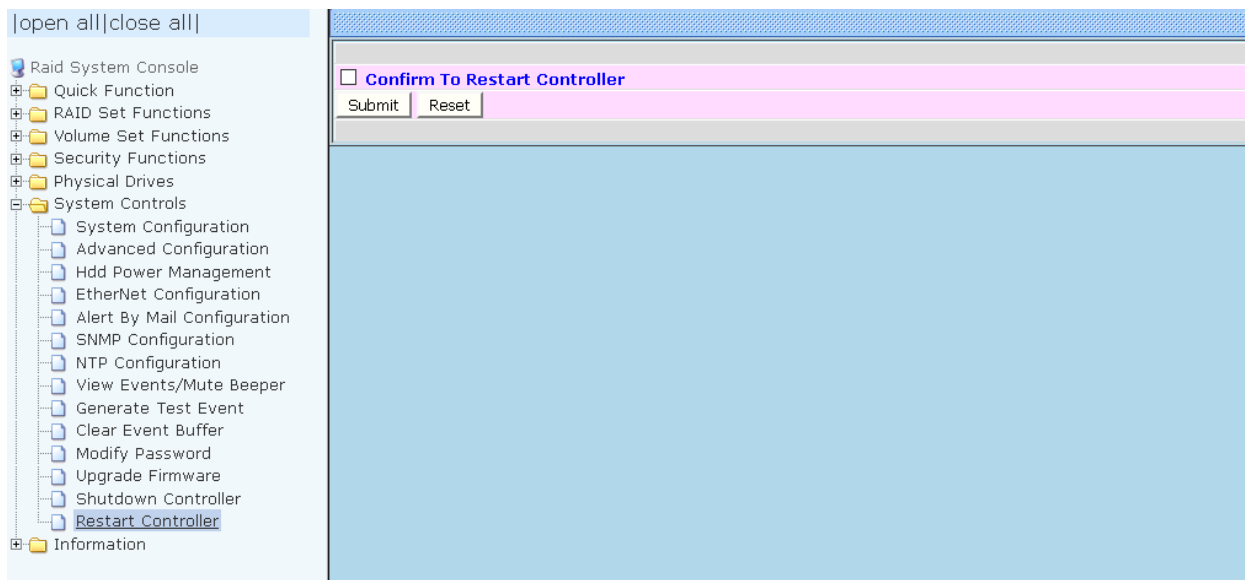 |open all|close all|
Raid System Console
Quick Function
RAID Set Functions
Volume Set Functions
Security Functions
Physical Drives
System Controls
System Configuration
Advanced Configuration
Hdd Power Management
EtherNet Configuration
Alert By Mail Configuration
SNMP Configuration
NTP Configuration
View Events/Mute Beeper
Generate Test Event
Clear Event Buffer
Modify Password
Upgrade Firmware
Shutdown Controller
Restart Controller
Information
Confirm To Restart Controller
Submit Reset